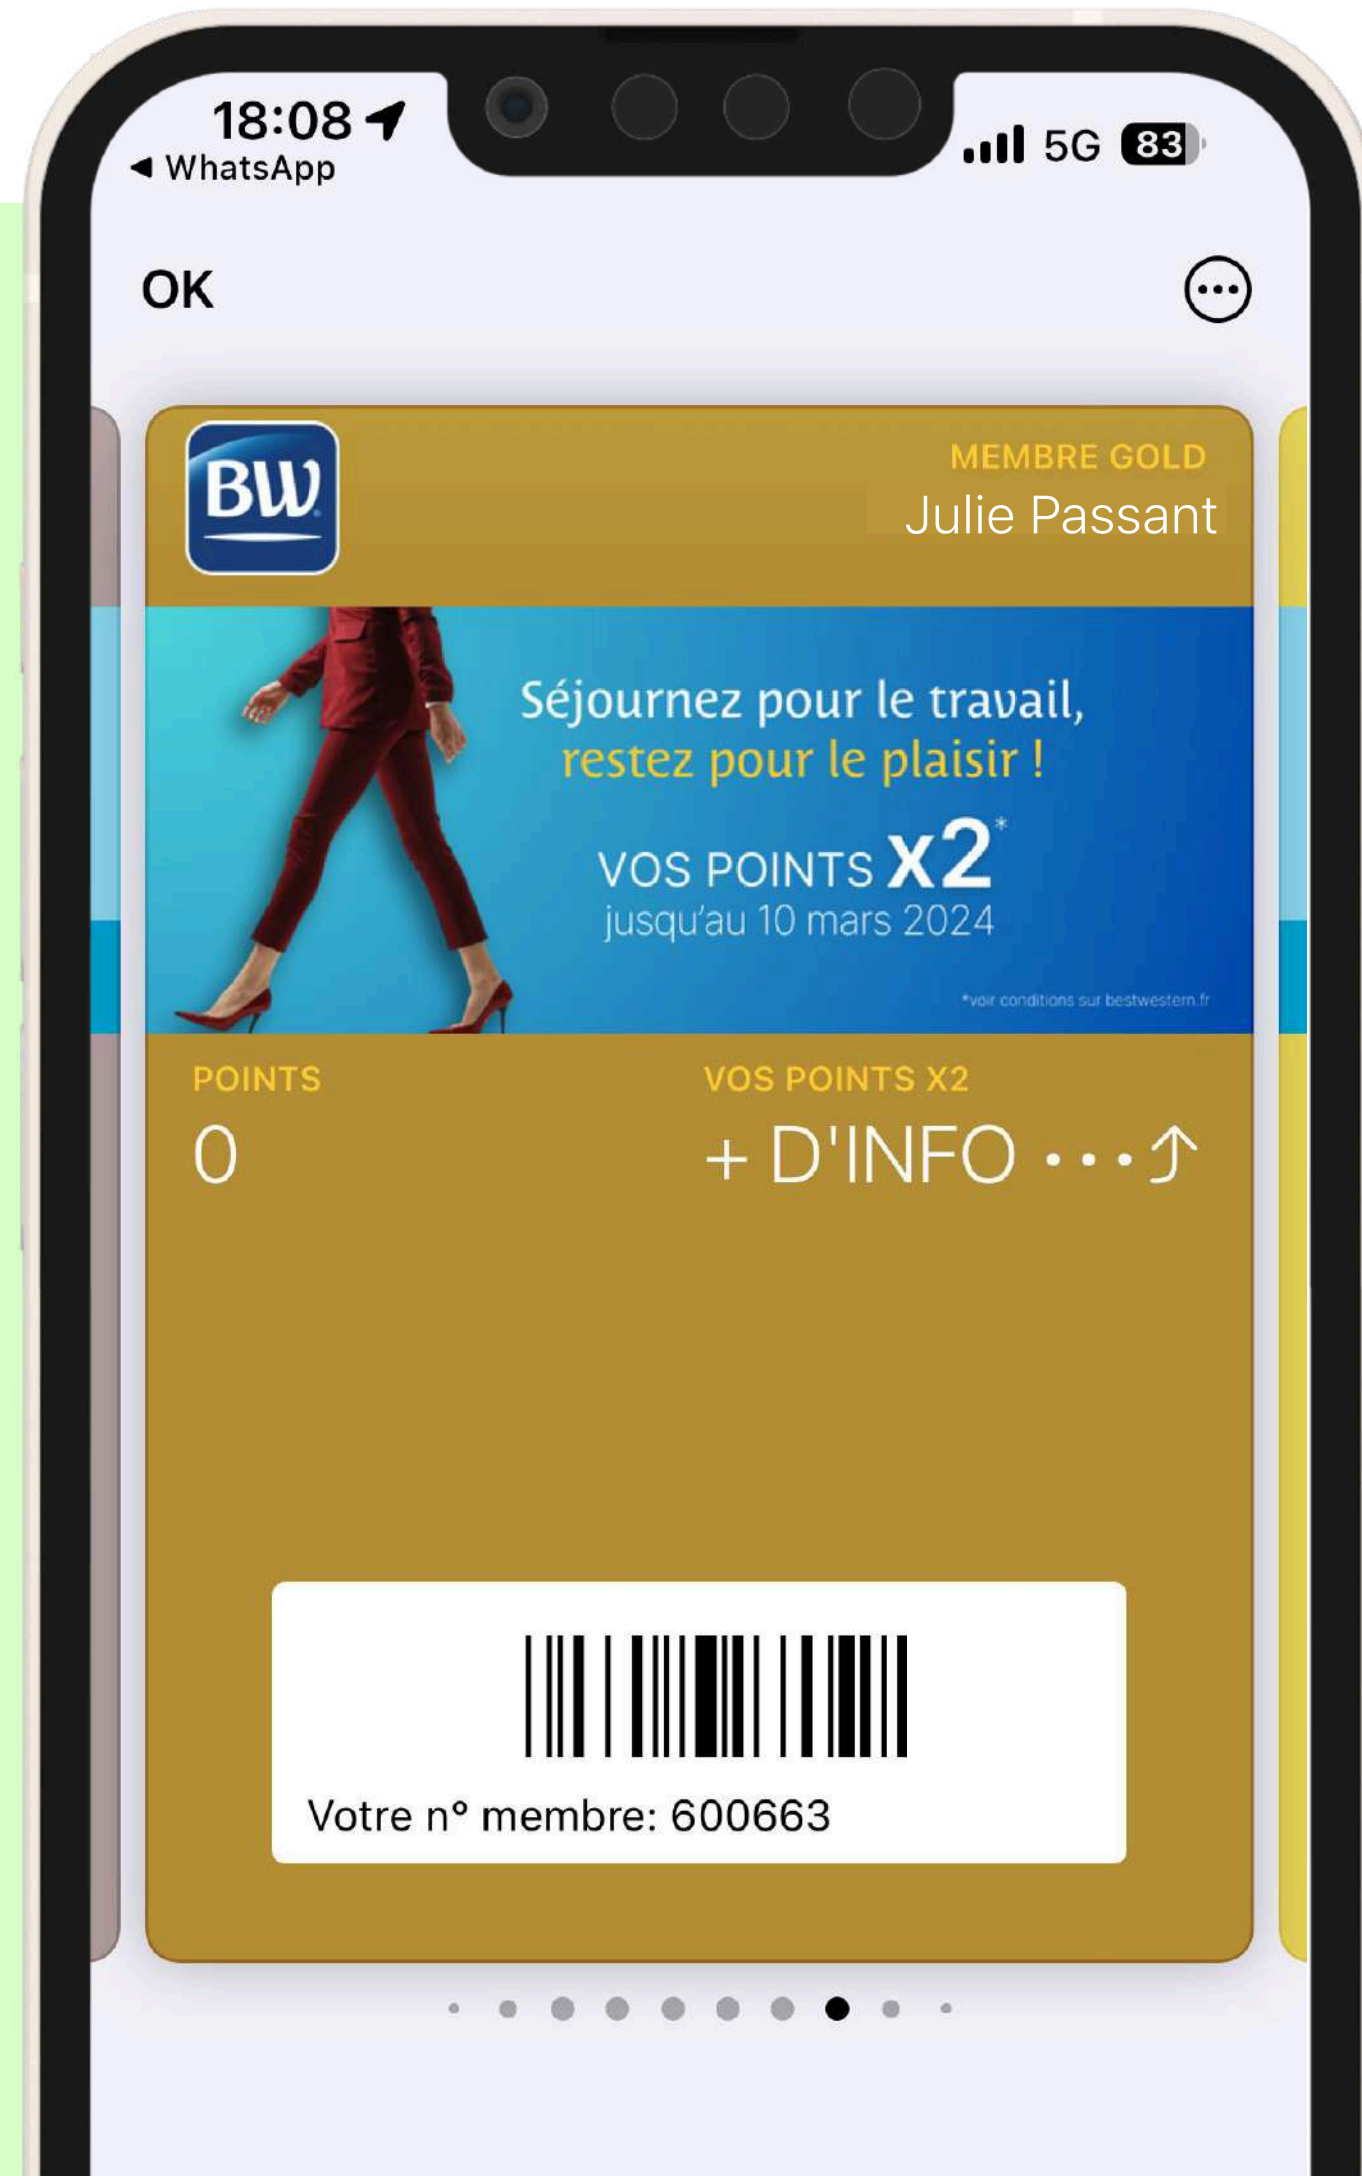 18:08
◀ WhatsApp
5G 83
OK
BW
MEMBRE GOLD
Julie Passant
Séjournez pour le travail,
restez pour le plaisir !
VOS POINTS x2*
jusqu'au 10 mars 2024
*voir conditions sur bestwestern.fr
POINTS
VOS POINTS X2
0
+ D'INFO ···⤴
Votre n° membre: 600663